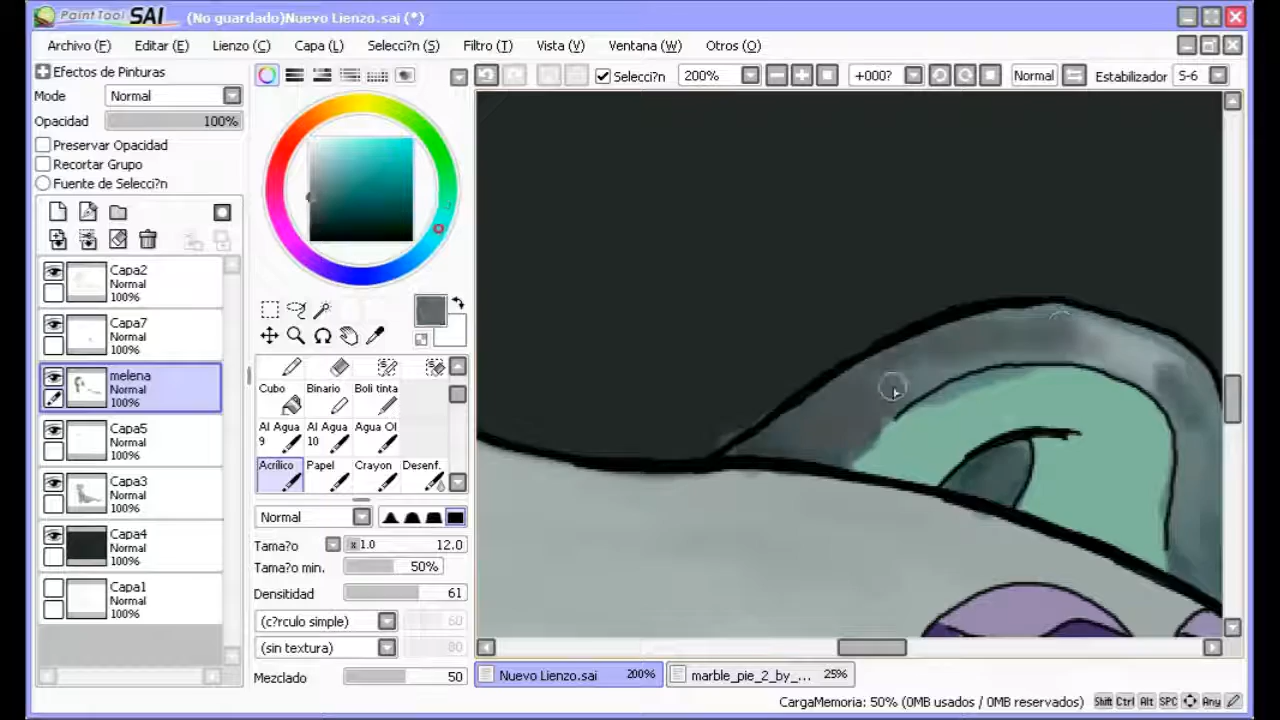 PaintTool SAI (No guardado)Nuevo Lienzo.sai (*)
Archivo (F) Editar (E) Lienzo (C) Capa (L) Selecci?n (S) Filtro (T) Vista (V) Ventana (W) Otros (O)
Efectos de Pinturas
Mode Normal
Opacidad 100%
Preservar Opacidad
Recortar Grupo
Fuente de Selecci?n
Capa2
Normal
100%
Capa7
Normal
100%
melena
Normal
100%
Capa5
Normal
100%
Capa3
Normal
100%
Capa4
Normal
100%
Capa1
Normal
100%
Selecci?n 200% +000? Normal Estabilizador S-6
Cubo Binario Boli tinta
Al Agua 9 Al Agua 10 Agua Ol
Acrilico Papel Crayon Desenf.
Normal
Tama?o x1.0 12.0
Tama?o min. 50%
Densitidad 61
(c?rculo simple) 60
(sin textura) 80
Mezclado 50
Nuevo Lienzo.sai 200% marble_pie_2_by_... 25%
CargaMemoria: 50% (0MB usados / 0MB reservados) Shift Ctrl Alt SPC Any